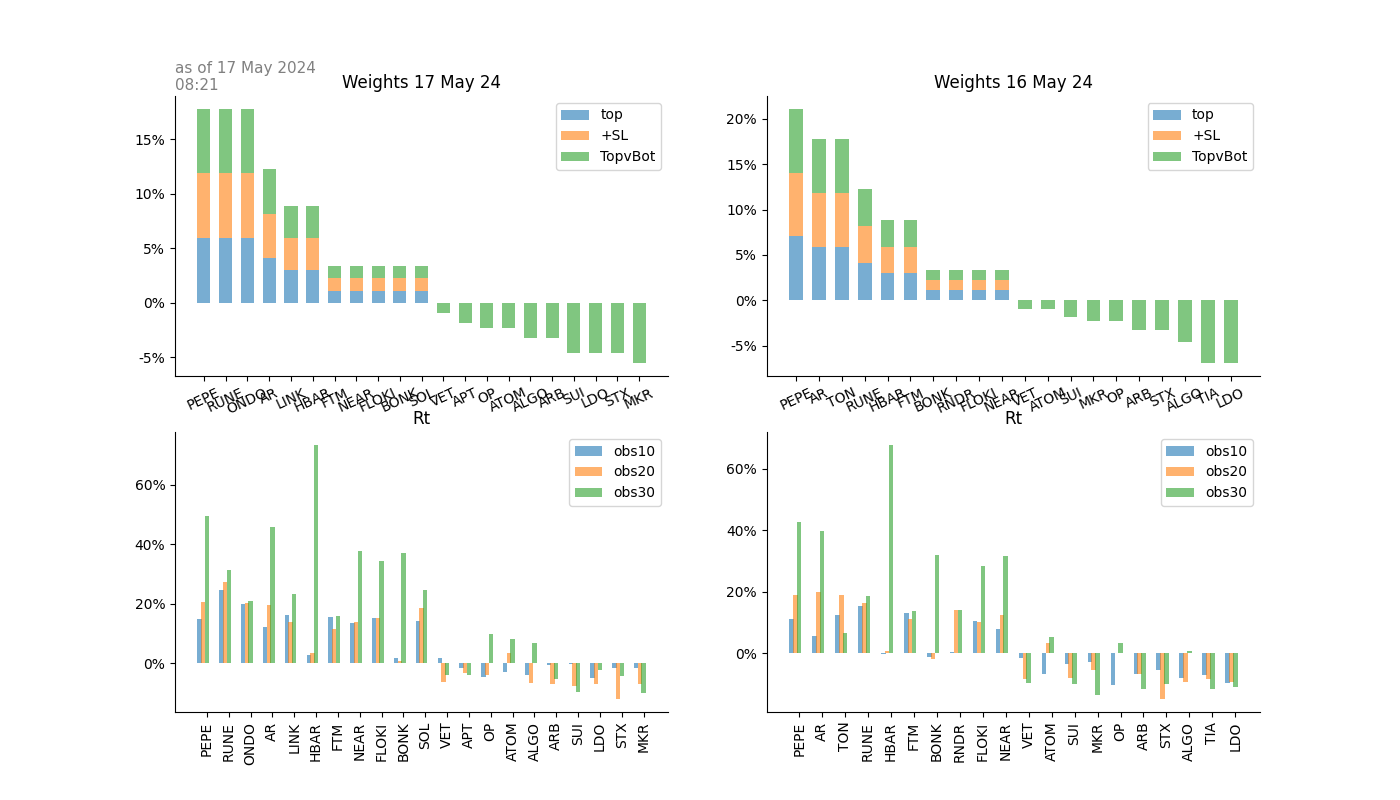 as of 17 May 2024
08:21
Weights 17 May 24
top
+SL
TopvBot
15%
10%
5%
0%
-5%
PEPE RUNE ONDO AR LINK HBAR FTM NEAR FLOKI BONK SOL VET APT OP ATOM ALGO ARB SUI LDO STX MKR
Weights 16 May 24
top
+SL
TopvBot
20%
15%
10%
5%
0%
-5%
PEPE AR TON RUNE HBAR FTM BONK RNDR FLOKI NEAR VET ATOM SUI MKR OP ARB STX ALGO TIA LDO
Rt
obs10
obs20
obs30
60%
40%
20%
0%
PEPE RUNE ONDO AR LINK HBAR FTM NEAR FLOKI BONK SOL VET APT OP ATOM ALGO ARB SUI LDO STX MKR
Rt
obs10
obs20
obs30
60%
40%
20%
0%
PEPE AR TON RUNE HBAR FTM BONK RNDR FLOKI NEAR VET ATOM SUI MKR OP ARB STX ALGO TIA LDO